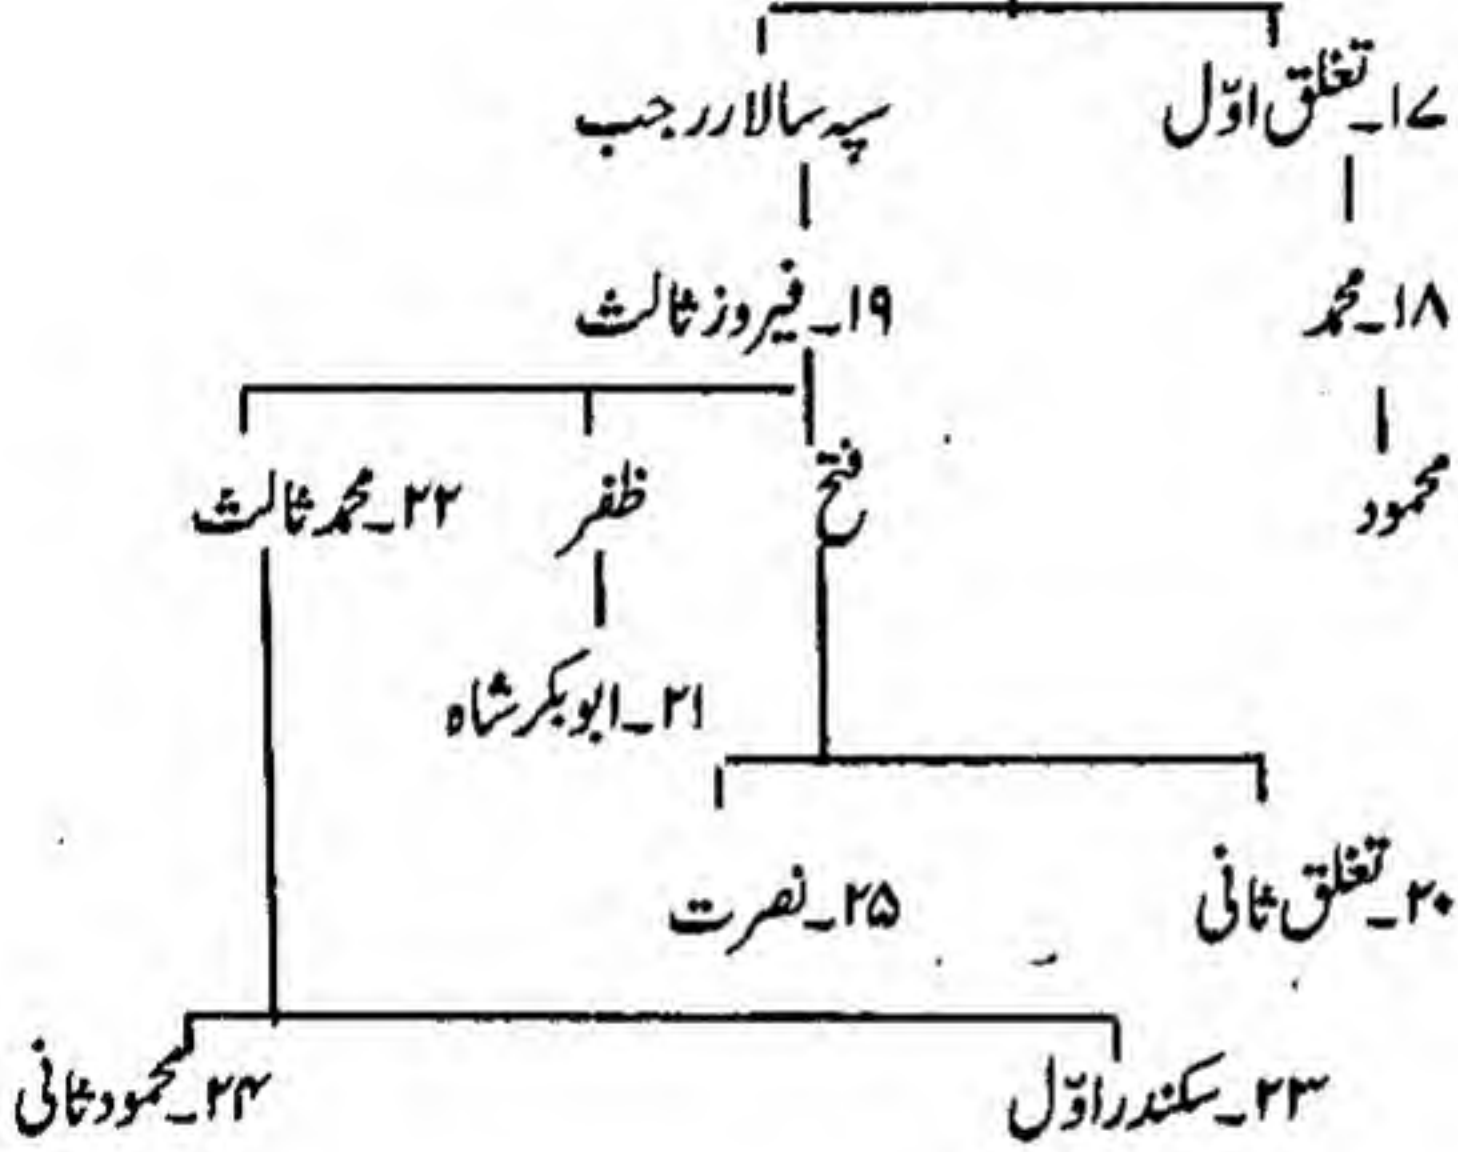 ۱۷۔تغلق اوّل
سپہ سالار رجب
۱۸۔محمد
۱۹۔فیروز ثالث
محمود
فتح
ظفر
۲۲۔محمد ثالث
۲۱۔ابوبکر شاہ
۲۰۔تغلق ثانی
۲۵۔نصرت
۲۳۔سکندر اوّل
۲۴۔محمود ثانی